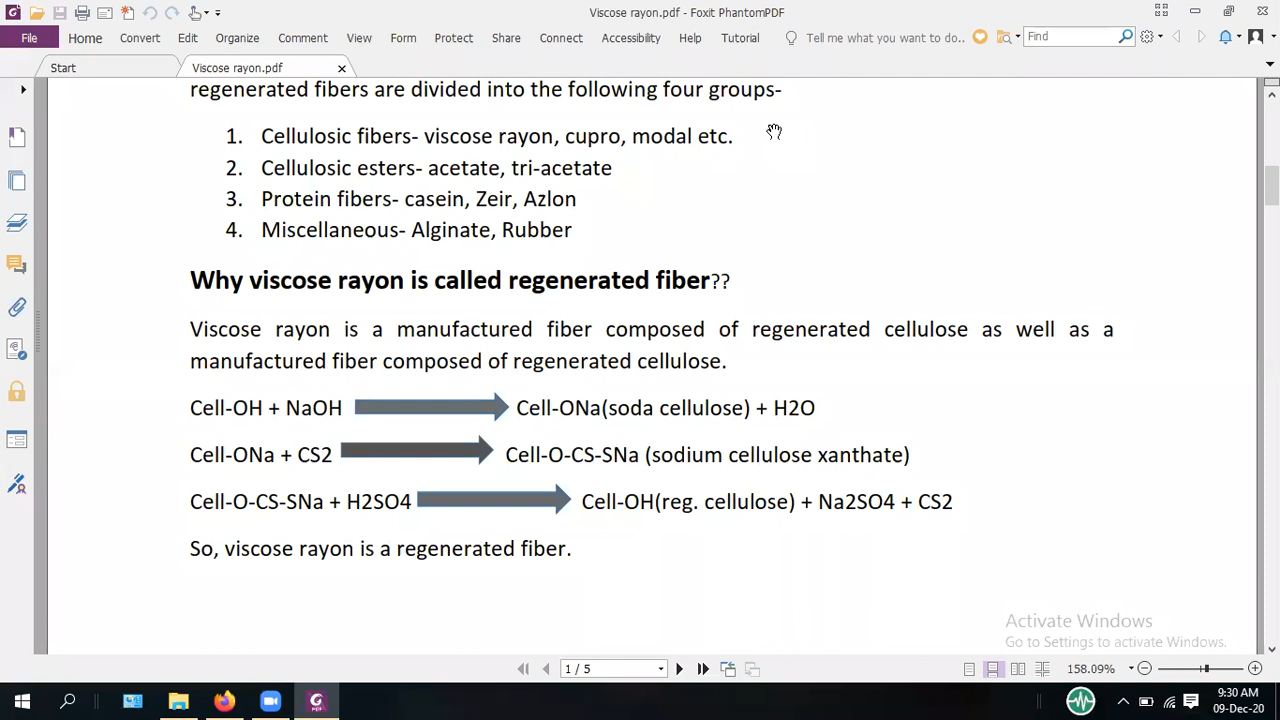 Viscose rayon.pdf - Foxit PhantomPDF
File Home Convert Edit Organize Comment View Form Protect Share Connect Accessibility Help Tutorial Tell me what you want to do.. Find
Start Viscose rayon.pdf
regenerated fibers are divided into the following four groups-
1. Cellulosic fibers- viscose rayon, cupro, modal etc.
2. Cellulosic esters- acetate, tri-acetate
3. Protein fibers- casein, Zeir, Azlon
4. Miscellaneous- Alginate, Rubber
Why viscose rayon is called regenerated fiber??
Viscose rayon is a manufactured fiber composed of regenerated cellulose as well as a
manufactured fiber composed of regenerated cellulose.
Cell-OH + NaOH Cell-ONa(soda cellulose) + H2O
Cell-ONa + CS2 Cell-O-CS-SNa (sodium cellulose xanthate)
Cell-O-CS-SNa + H2SO4 Cell-OH(reg. cellulose) + Na2SO4 + CS2
So, viscose rayon is a regenerated fiber.
Activate Windows
Go to Settings to activate Windows.
1 / 5 158.09%
9:30 AM
09-Dec-20